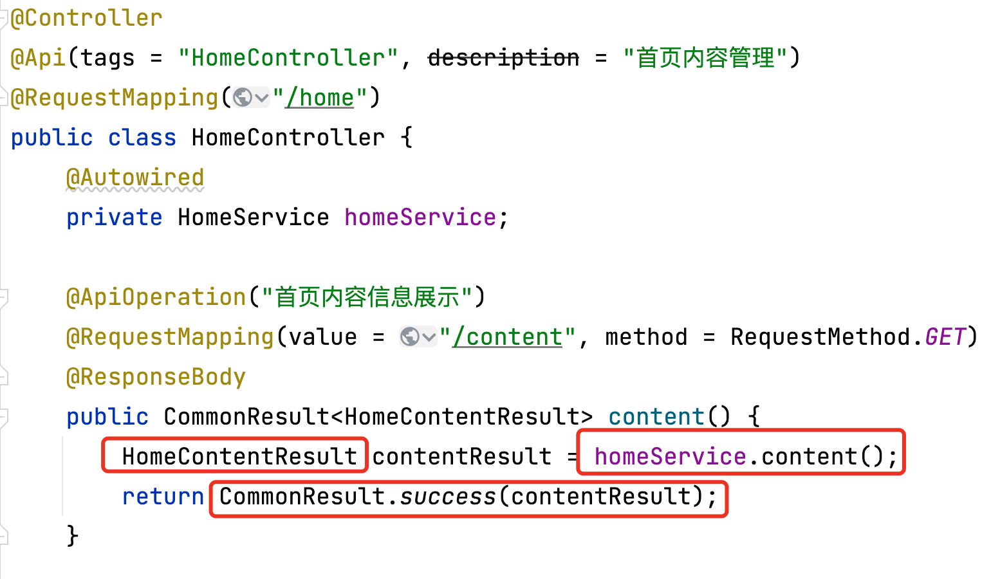 @Controller
@Api(tags = "HomeController", description = "首页内容管理")
@RequestMapping("/home")
public class HomeController {
@Autowired
private HomeService homeService;
@ApiOperation("首页内容信息展示")
@RequestMapping(value = "/content", method = RequestMethod.GET)
@ResponseBody
public CommonResult<HomeContentResult> content() {
HomeContentResult contentResult = homeService.content();
return CommonResult.success(contentResult);
}